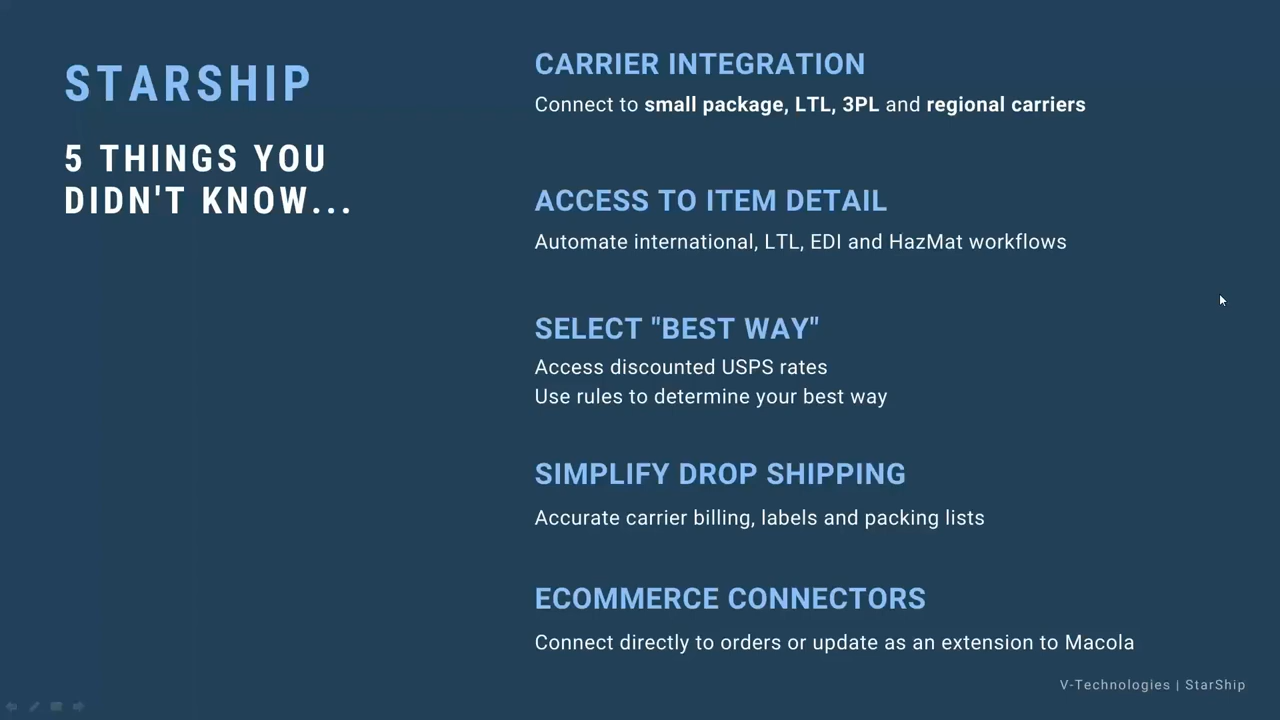 STARSHIP
5 THINGS YOU
DIDN'T KNOW...
CARRIER INTEGRATION
Connect to small package, LTL, 3PL and regional carriers
ACCESS TO ITEM DETAIL
Automate international, LTL, EDI and HazMat workflows
SELECT "BEST WAY"
Access discounted USPS rates
Use rules to determine your best way
SIMPLIFY DROP SHIPPING
Accurate carrier billing, labels and packing lists
ECOMMERCE CONNECTORS
Connect directly to orders or update as an extension to Macola
V-Technologies | StarShip